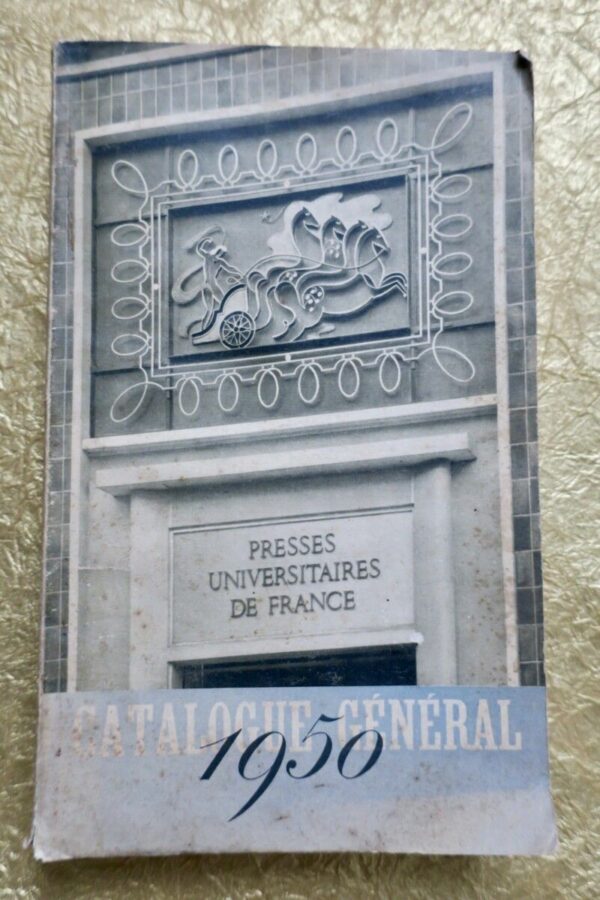 PRESSES
UNIVERSITAIRES
DE FRANCE
CATALOGUE GÉNÉRAL
1950